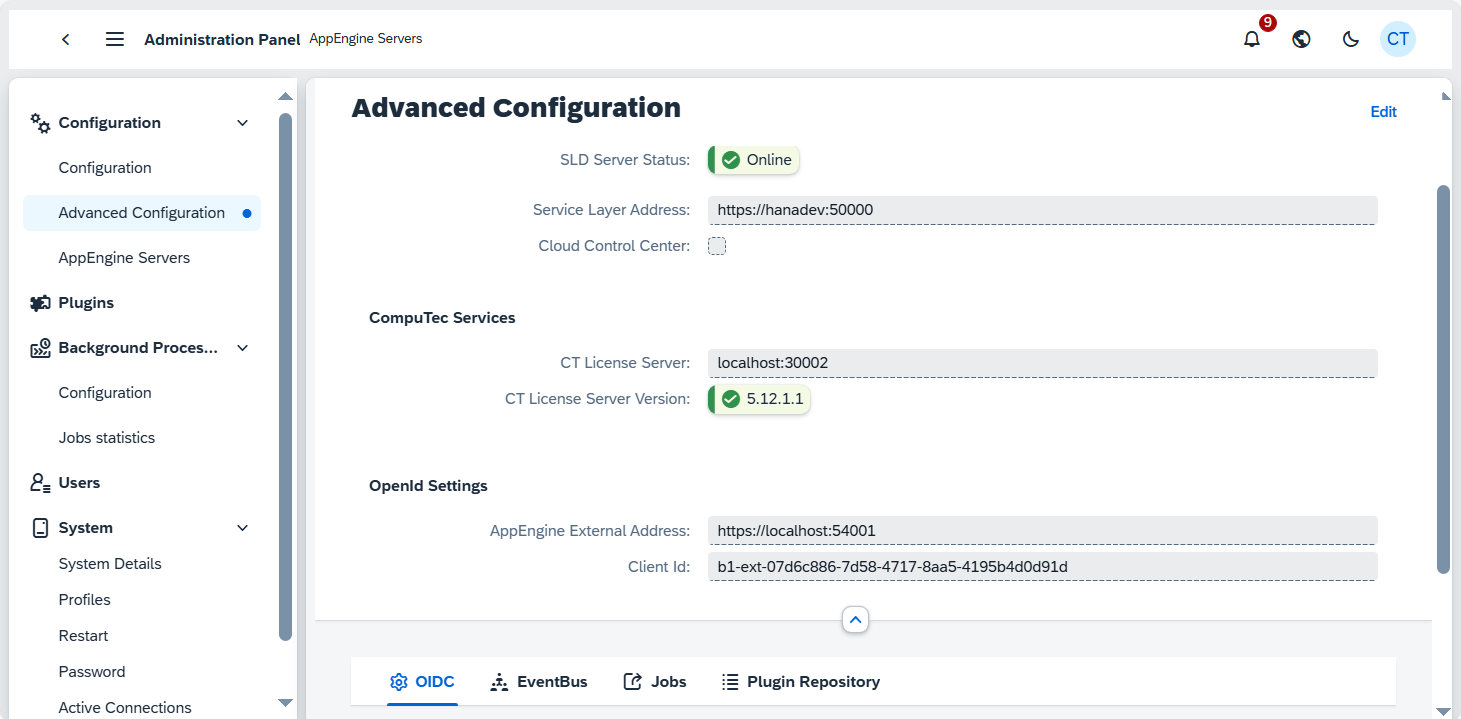 Administration Panel AppEngine Servers
9
CT
Configuration
Configuration
Advanced Configuration
AppEngine Servers
Plugins
Background Proces...
Configuration
Jobs statistics
Users
System
System Details
Profiles
Restart
Password
Active Connections
Advanced Configuration
Edit
SLD Server Status: Online
Service Layer Address: https://hanadev:50000
Cloud Control Center:
CompuTec Services
CT License Server: localhost:30002
CT License Server Version: 5.12.1.1
OpenId Settings
AppEngine External Address: https://localhost:54001
Client Id: b1-ext-07d6c886-7d58-4717-8aa5-4195b4d0d91d
OIDC EventBus Jobs Plugin Repository